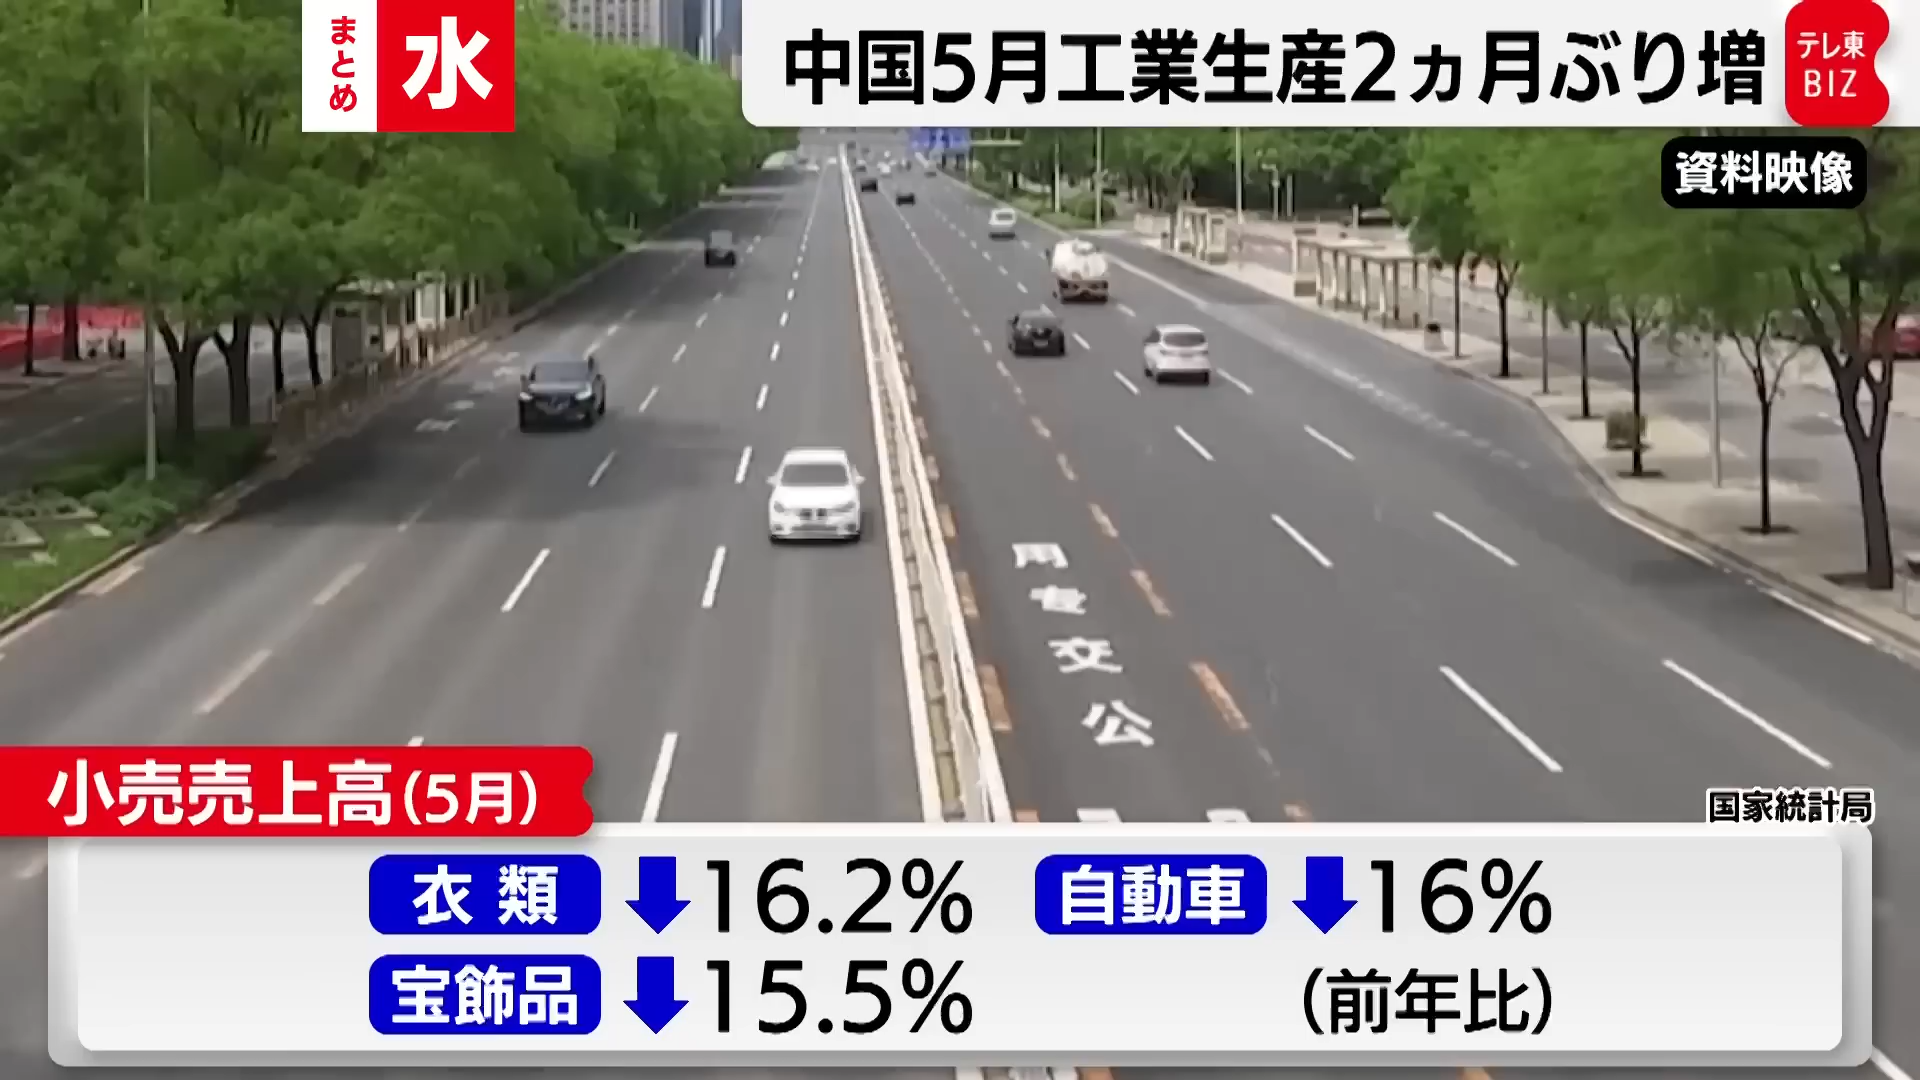 まとめ
水
中国5月工業生産2ヵ月ぶり増
テレ東
BIZ
資料映像
用
专
交
公
小売売上高(5月)
国家統計局
衣類 16.2% 自動車 16%
宝飾品 15.5% (前年比)